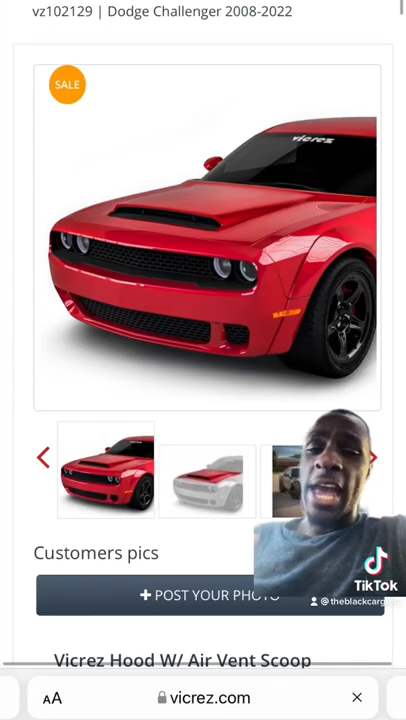 vz102129 | Dodge Challenger 2008-2022
SALE
vicrez
Customers pics
+ POST YOUR PHOTO
TikTok
@theblackcarg
Vicrez Hood W/ Air Vent Scoop
AA
vicrez.com